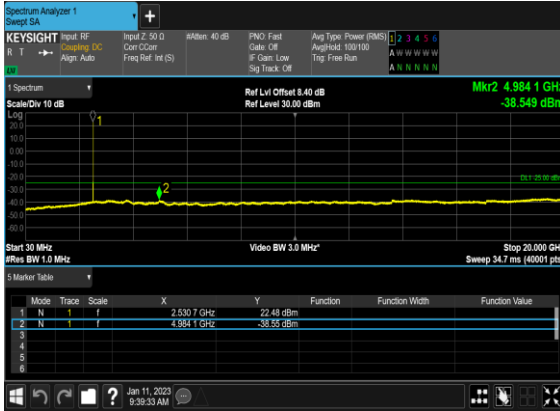 Spectrum Analyzer 1
Swept SA
+
KEYSIGHT Input: RF Input Z: 50 Ω #Atten: 40 dB PNO: Fast Avg Type: Power (RMS) 1 2 3 4 5 6
R T Coupling: DC Corr CCorr Gate: Off Avg|Hold: 100/100 A W W W W W
Align: Auto Freq Ref: Int (S) IF Gain: Low Trig: Free Run
Sig Track: Off A N N N N N
1 Spectrum Ref Lvl Offset 8.40 dB Mkr2 4.984 1 GHz
Scale/Div 10 dB Ref Level 30.00 dBm -38.549 dBm
Log
1
20.0
10.0
0.00
-10.0
-20.0
DL1 -25.00 dBm
-30.0
2
-40.0
-50.0
-60.0
Start 30 MHz Video BW 3.0 MHz* Stop 20.000 GHz
#Res BW 1.0 MHz Sweep 34.7 ms (40001 pts)
5 Marker Table
Mode Trace Scale X Y Function Function Width Function Value
1 N 1 f 2.530 7 GHz 22.48 dBm
2 N 1 f 4.984 1 GHz -38.55 dBm
3
4
5
6
? Jan 11, 2023
9:39:33 AM